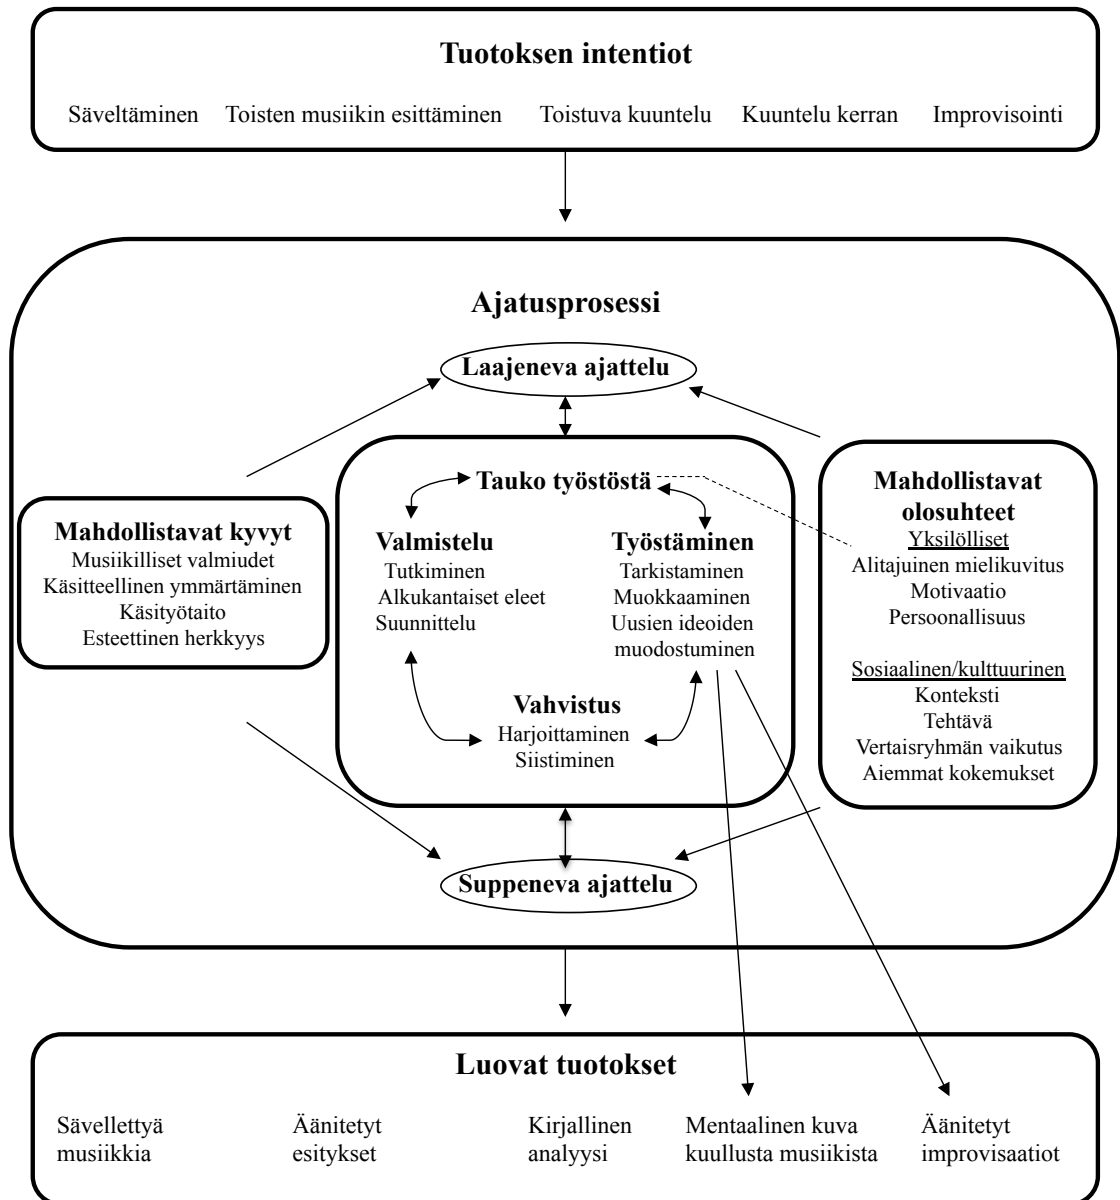 Tuotoksen intentiot
Säveltäminen Toisten musiikin esittäminen Toistuva kuuntelu Kuuntelu kerran Improvisointi
Ajatusprosessi
Laajeneva ajattelu
Mahdollistavat kyvyt
Musiikilliset valmiudet
Käsitteellinen ymmärtäminen
Käsityötaito
Esteettinen herkkyys
Tauko työstöstä
Valmistelu
Tutkiminen
Alkukantaiset eleet
Suunnittelu
Työstäminen
Tarkistaminen
Muokkaaminen
Uusien ideoiden
muodostuminen
Vahvistus
Harjoittaminen
Siistiminen
Mahdollistavat
olosuhteet
Yksilölliset
Alitajuinen mielikuvitus
Motivaatio
Persoonallisuus
Sosiaalinen/kulttuurinen
Konteksti
Tehtävä
Vertaisryhmän vaikutus
Aiemmat kokemukset
Suppeneva ajattelu
Luovat tuotokset
Sävellettyä
musiikkia
Äänitetyt
esitykset
Kirjallinen
analyysi
Mentaalinen kuva
kuullusta musiikista
Äänitetyt
improvisaatiot